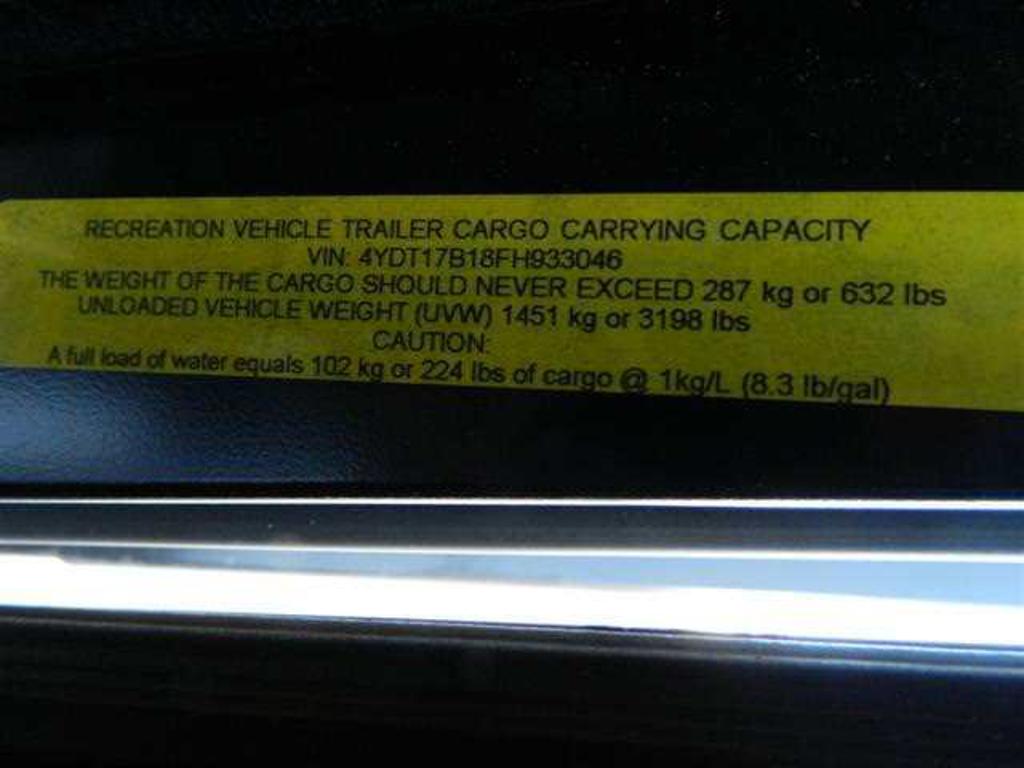 RECREATION VEHICLE TRAILER CARGO CARRYING CAPACITY
VIN: 4YDT17B18FH933046
THE WEIGHT OF THE CARGO SHOULD NEVER EXCEED 287 kg or 632 lbs
UNLOADED VEHICLE WEIGHT (UVW) 1451 kg or 3198 lbs
CAUTION:
A full load of water equals 102 kg or 224 lbs of cargo @ 1kg/L (8.3 lb/gal)